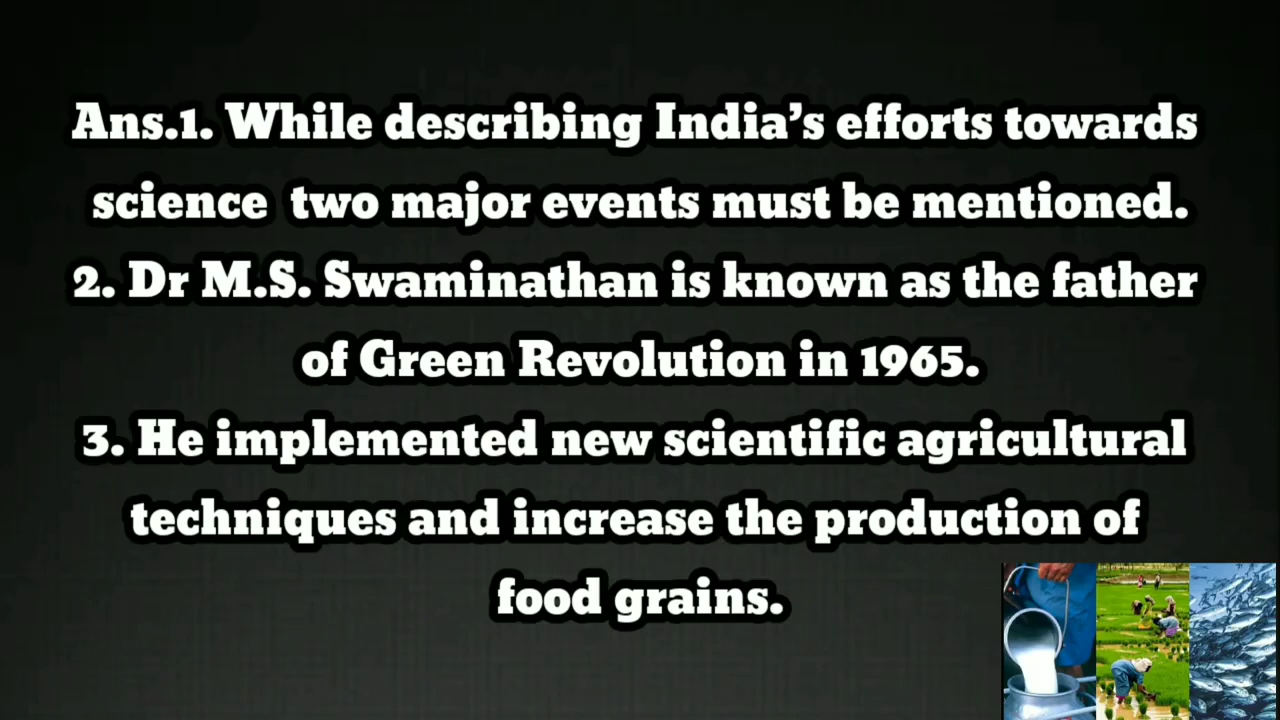 Ans.1. While describing India’s efforts towards
science two major events must be mentioned.
2. Dr M.S. Swaminathan is known as the father
of Green Revolution in 1965.
3. He implemented new scientific agricultural
techniques and increase the production of
food grains.